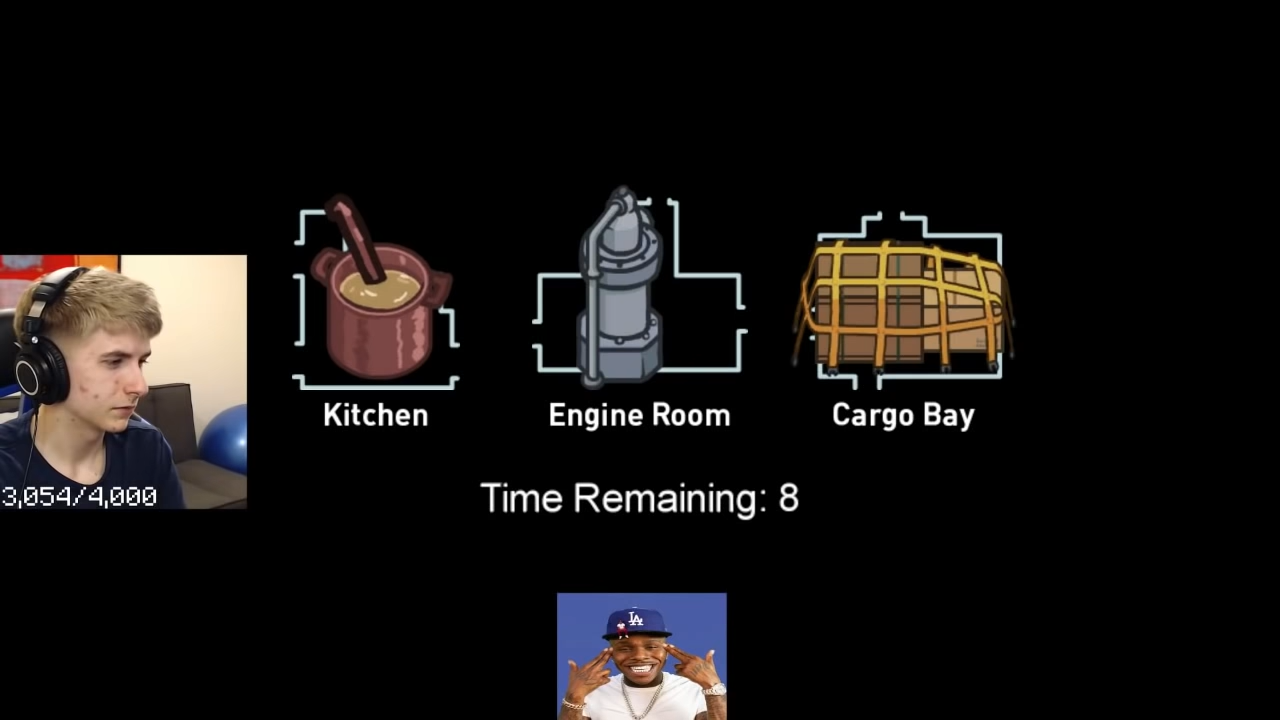 LA
Kitchen
Engine Room
Cargo Bay
3,054/4,000
Time Remaining: 8